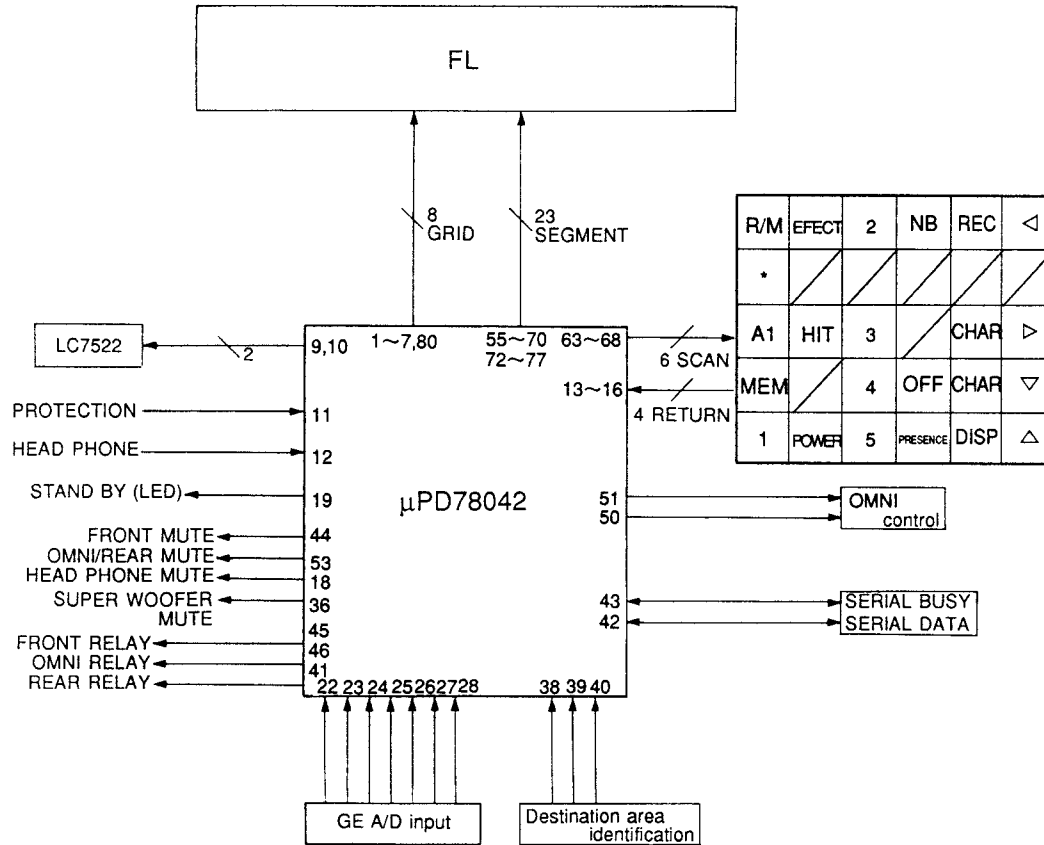 FL
8
GRID
23
SEGMENT
R/M EFECT 2 NB REC ◁
*
A1 HIT 3 CHAR ▷
MEM 4 OFF CHAR ▽
1 POWER 5 PRESENCE DISP △
LC7522
2
9,10
1~7,80
55~70
72~77
63~68
6 SCAN
13~16
4 RETURN
PROTECTION
11
HEAD PHONE
12
STAND BY (LED)
19
μPD78042
51
50
OMNI
control
FRONT MUTE
44
OMNI/REAR MUTE
53
HEAD PHONE MUTE
18
SUPER WOOFER
MUTE
36
43
SERIAL BUSY
42
SERIAL DATA
45
FRONT RELAY
46
OMNI RELAY
41
REAR RELAY
22 23 24 25 26 27 28
38 39 40
GE A/D input
Destination area
identification